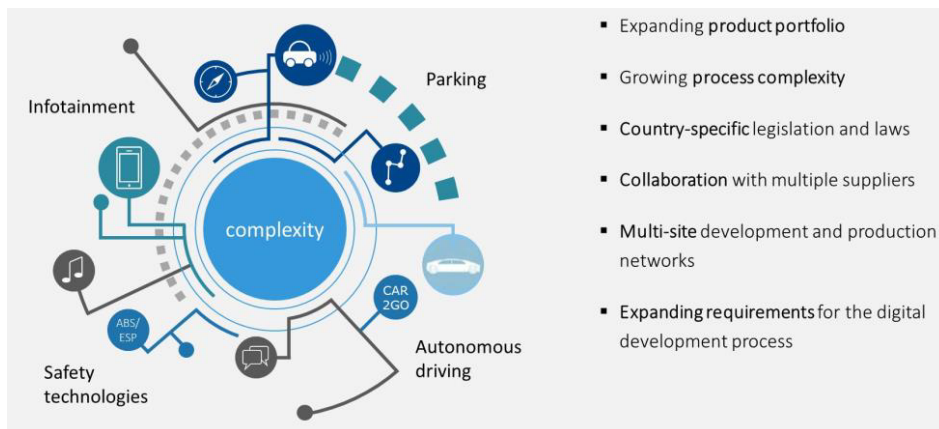 Infotainment
Parking
complexity
CAR
2GO
ABS/
ESP
Safety
technologies
Autonomous
driving
▪ Expanding product portfolio
▪ Growing process complexity
▪ Country-specific legislation and laws
▪ Collaboration with multiple suppliers
▪ Multi-site development and production
networks
▪ Expanding requirements for the digital
development process